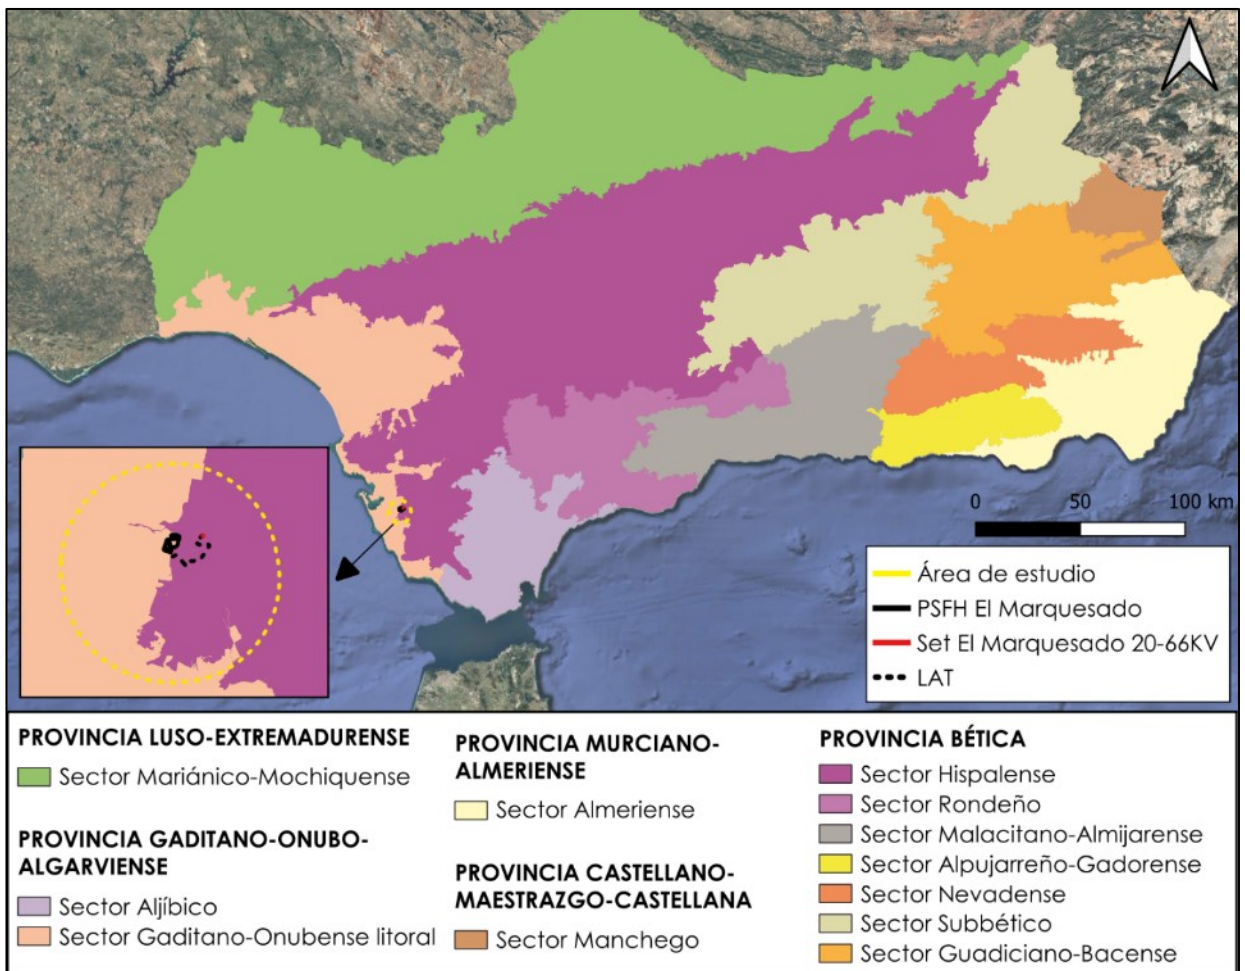 0 50 100 km
Área de estudio
PSFH El Marquesado
Set El Marquesado 20-66KV
LAT
PROVINCIA LUSO-EXTREMADURENSE
Sector Mariánico-Mochiquense
PROVINCIA GADITANO-ONUBO-
ALGARVIENSE
Sector Aljíbico
Sector Gaditano-Onubense litoral
PROVINCIA MURCIANO-
ALMERIENSE
Sector Almeriense
PROVINCIA CASTELLANO-
MAESTRAZGO-CASTELLANA
Sector Manchego
PROVINCIA BÉTICA
Sector Hispalense
Sector Rondeño
Sector Malacitano-Almijarense
Sector Alpujarreño-Gadorense
Sector Nevadense
Sector Subbético
Sector Guadiciano-Bacense